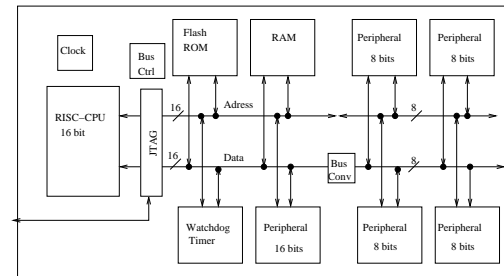 Clock
Bus
Ctrl
Flash
ROM
RAM
Peripheral
8 bits
Peripheral
8 bits
RISC-CPU
16 bit
JTAG
16
Adress
8
16
Data
Bus
Conv
8
Watchdog
Timer
Peripheral
16 bits
Peripheral
8 bits
Peripheral
8 bits